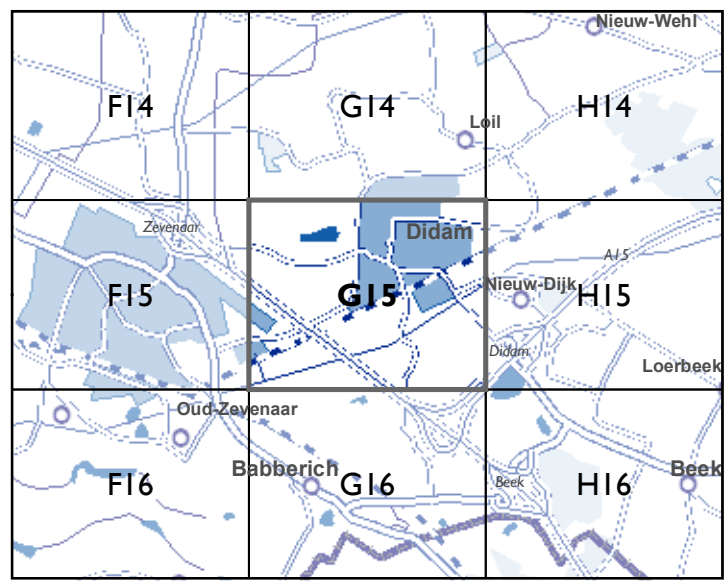 Nieuw-Wehl
F14
G14
H14
Loil
Zevendar
Didam
A15
F15
G15
Nieuw-Dijk
H15
Didam
Loerbeek
Oud-Zevenaar
Babberich
F16
G16
Beek
H16
Beek